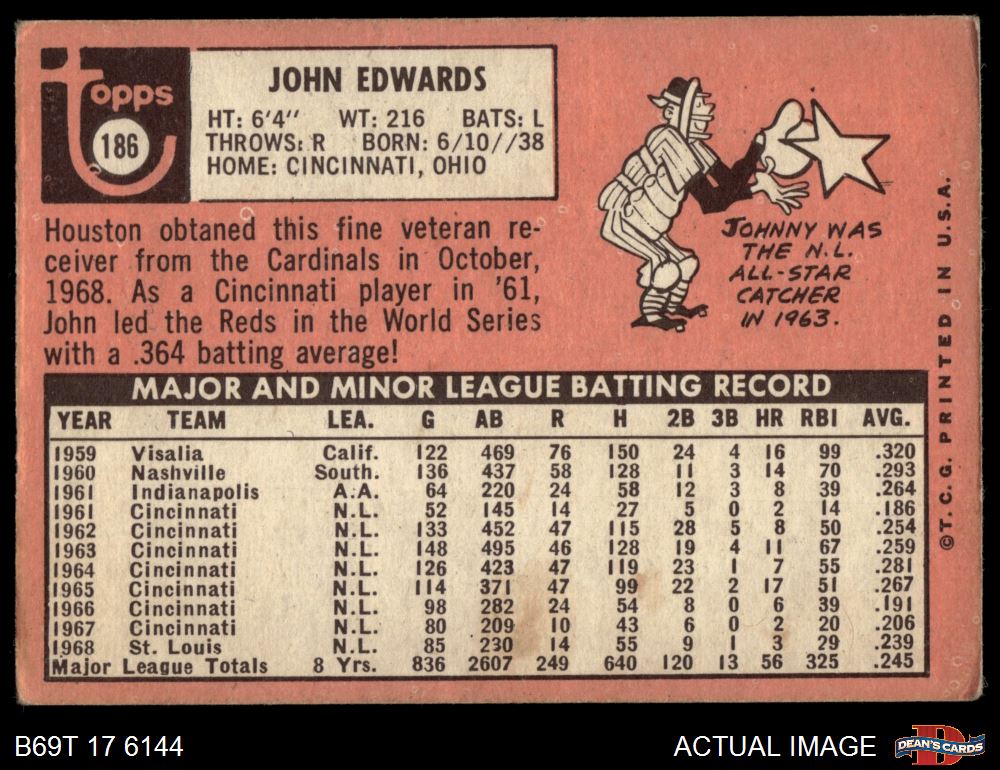 Topps
186
JOHN EDWARDS
HT: 6'4" WT: 216 BATS: L
THROWS: R BORN: 6/10//38
HOME: CINCINNATI, OHIO
Houston obtaned this fine veteran re-
ceiver from the Cardinals in October,
1968. As a Cincinnati player in '61,
John led the Reds in the World Series
with a .364 batting average!
JOHNNY WAS
THE N.L.
ALL-STAR
CATCHER
IN 1963.
MAJOR AND MINOR LEAGUE BATTING RECORD
YEAR TEAM LEA. G AB R H 2B 3B HR RBI AVG.
1959 Visalia Calif. 122 469 76 150 24 4 16 99 .320
1960 Nashville South. 136 437 58 128 11 3 14 70 .293
1961 Indianapolis A.A. 64 220 24 58 12 3 8 39 .264
1961 Cincinnati N.L. 52 145 14 27 5 0 2 14 .186
1962 Cincinnati N.L. 133 452 47 115 28 5 8 50 .254
1963 Cincinnati N.L. 148 495 46 128 19 4 11 67 .259
1964 Cincinnati N.L. 126 423 47 119 23 1 7 55 .281
1965 Cincinnati N.L. 114 371 47 99 22 2 17 51 .267
1966 Cincinnati N.L. 98 282 24 54 8 0 6 39 .191
1967 Cincinnati N.L. 80 209 10 43 6 0 2 20 .206
1968 St. Louis N.L. 85 230 14 55 9 1 3 29 .239
Major League Totals 8 Yrs. 836 2607 249 640 120 13 56 325 .245
©T. C. G. PRINTED IN U.S.A.
B69T 17 6144
ACTUAL IMAGE
D
DEAN'S CARDS